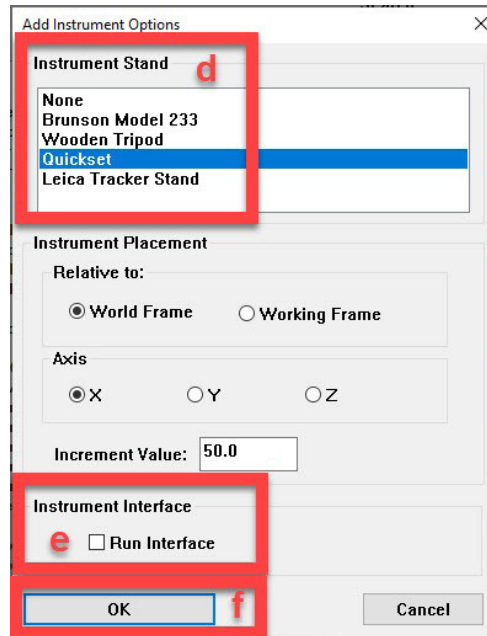 Add Instrument Options
Instrument Stand d
None
Brunson Model 233
Wooden Tripod
Quickset
Leica Tracker Stand
Instrument Placement
Relative to:
World Frame Working Frame
Axis
X Y Z
Increment Value: 50.0
Instrument Interface
e Run Interface
OK f Cancel